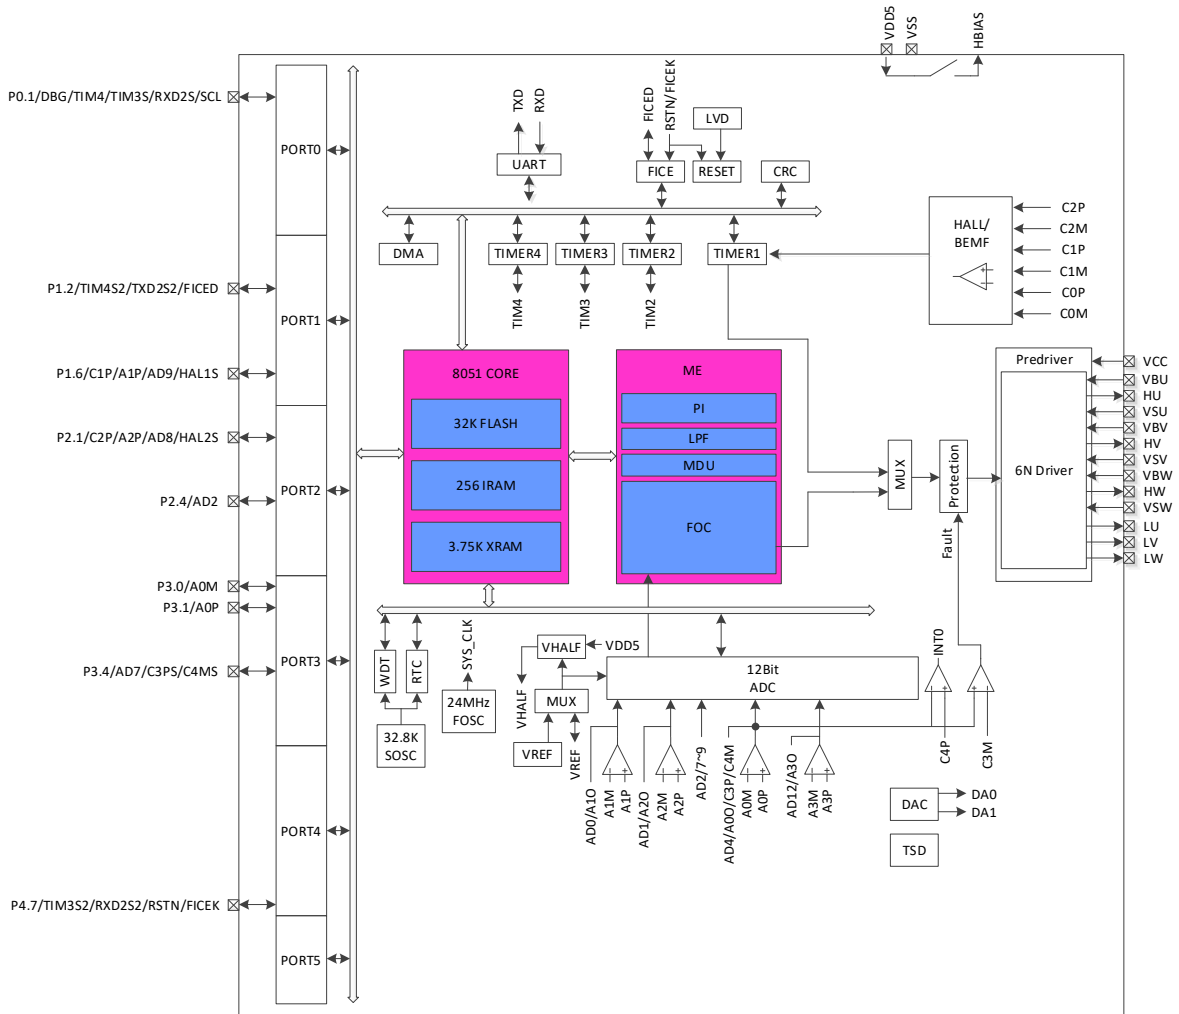 VDD5
VSS
HBIAS
P0.1/DBG/TIM4/TIM3S/RXD2S/SCL
P1.2/TIM4S2/TXD2S2/FICED
P1.6/C1P/A1P/AD9/HAL1S
P2.1/C2P/A2P/AD8/HAL2S
P2.4/AD2
P3.0/A0M
P3.1/A0P
P3.4/AD7/C3PS/C4MS
P4.7/TIM3S2/RXD2S2/RSTN/FICEK
PORT0
PORT1
PORT2
PORT3
PORT4
PORT5
TXD
RXD
UART
FICED
RSTN/FICEK
LVD
FICE
RESET
CRC
DMA
TIMER4
TIMER3
TIMER2
TIMER1
TIM4
TIM3
TIM2
HALL/
BEMF
C2P
C2M
C1P
C1M
C0P
C0M
8051 CORE
32K FLASH
256 IRAM
3.75K XRAM
ME
PI
LPF
MDU
FOC
MUX
Protection
Fault
Predriver
6N Driver
VCC
VBU
HU
VSU
VBV
HV
VSV
VBW
HW
VSW
LU
LV
LW
WDT
RTC
SYS_CLK
32.8K
SOSC
24MHz
FOSC
VHALF
VDD5
VHALF
MUX
VREF
VREF
12Bit
ADC
AD0/A1O
A1M
A1P
AD1/A2O
A2M
A2P
AD2/7~9
AD4/A0O/C3P/C4M
A0M
A0P
AD12/A3O
A3M
A3P
INT0
C4P
C3M
DAC
DA0
DA1
TSD